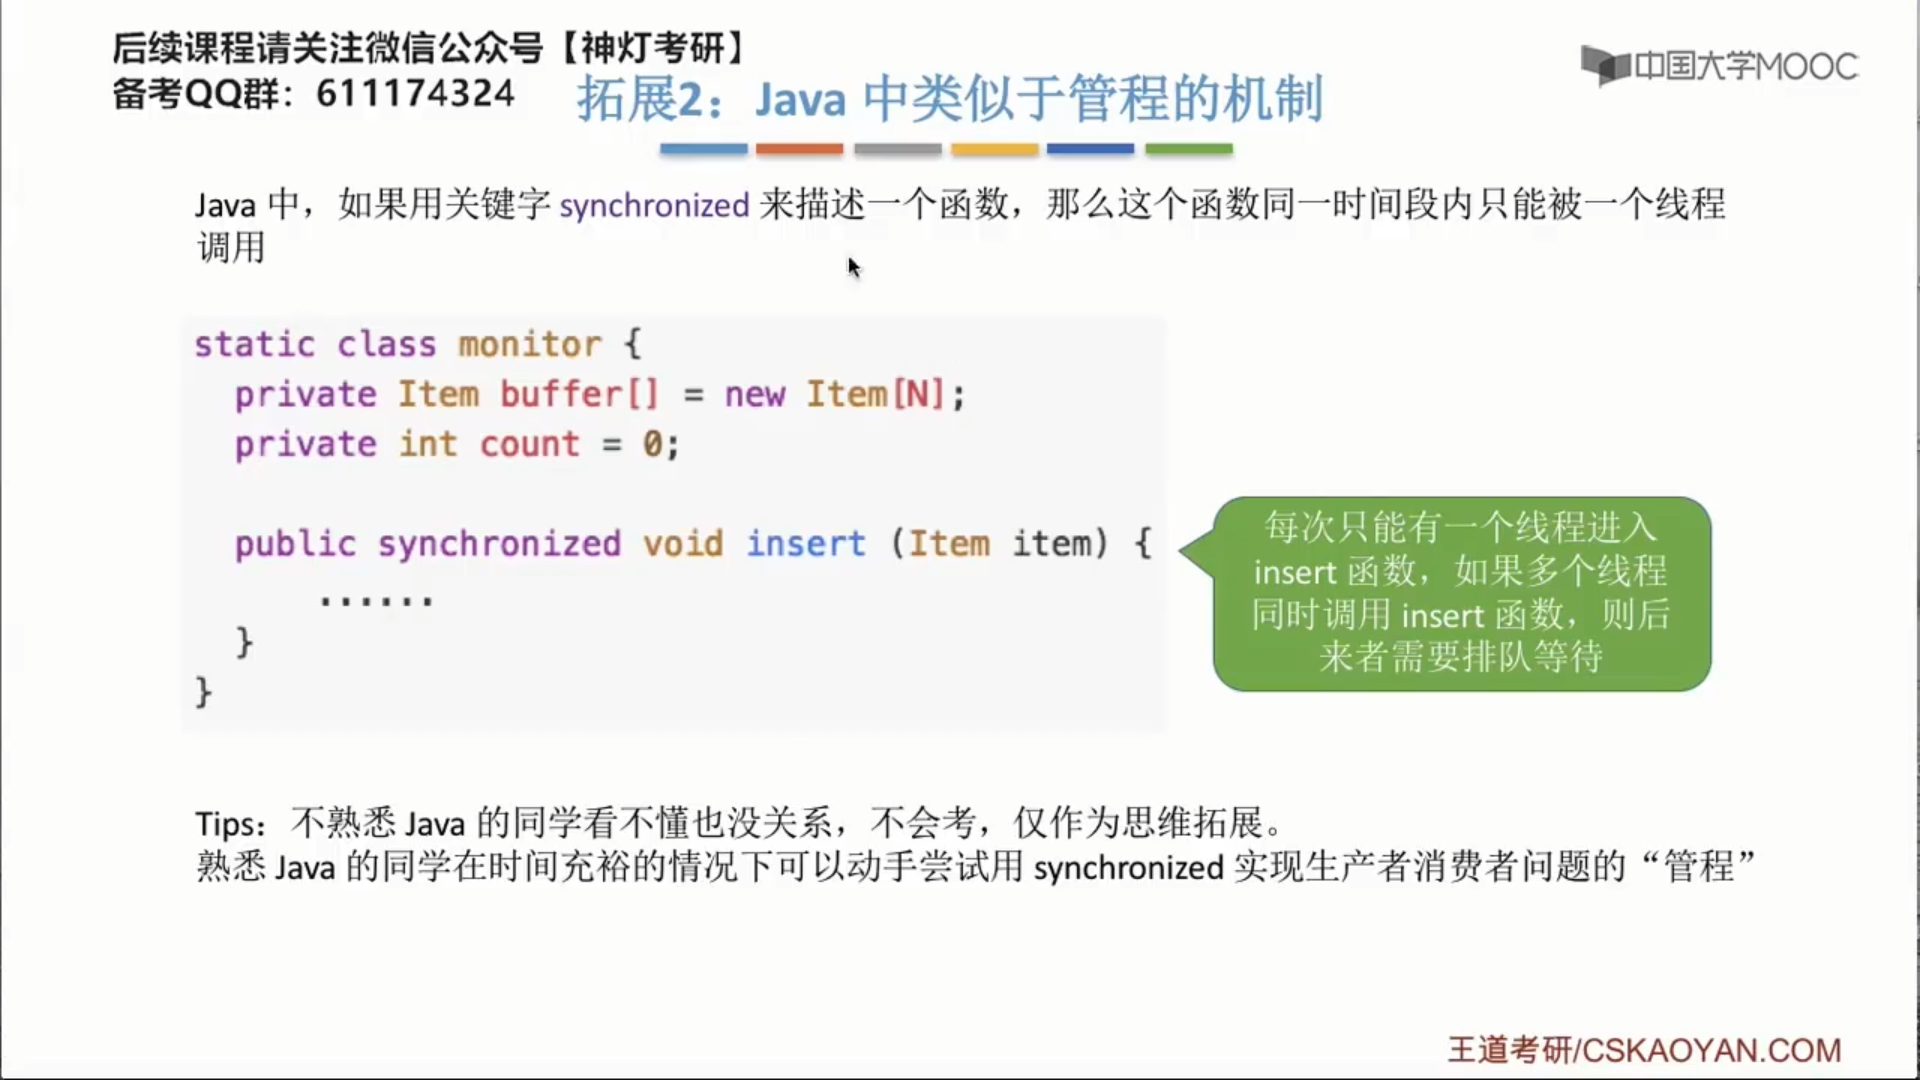 后续课程请关注微信公众号【神灯考研】
备考QQ群：611174324
中国大学MOOC
拓展2：Java 中类似于管程的机制
Java 中，如果用关键字 synchronized 来描述一个函数，那么这个函数同一时间段内只能被一个线程
调用
static class monitor {
private Item buffer[] = new Item[N];
private int count = 0;
public synchronized void insert (Item item) {
......
}
}
每次只能有一个线程进入
insert 函数，如果多个线程
同时调用 insert 函数，则后
来者需要排队等待
Tips：不熟悉 Java 的同学看不懂也没关系，不会考，仅作为思维拓展。
熟悉 Java 的同学在时间充裕的情况下可以动手尝试用 synchronized 实现生产者消费者问题的“管程”
王道考研/CSKAOYAN.COM